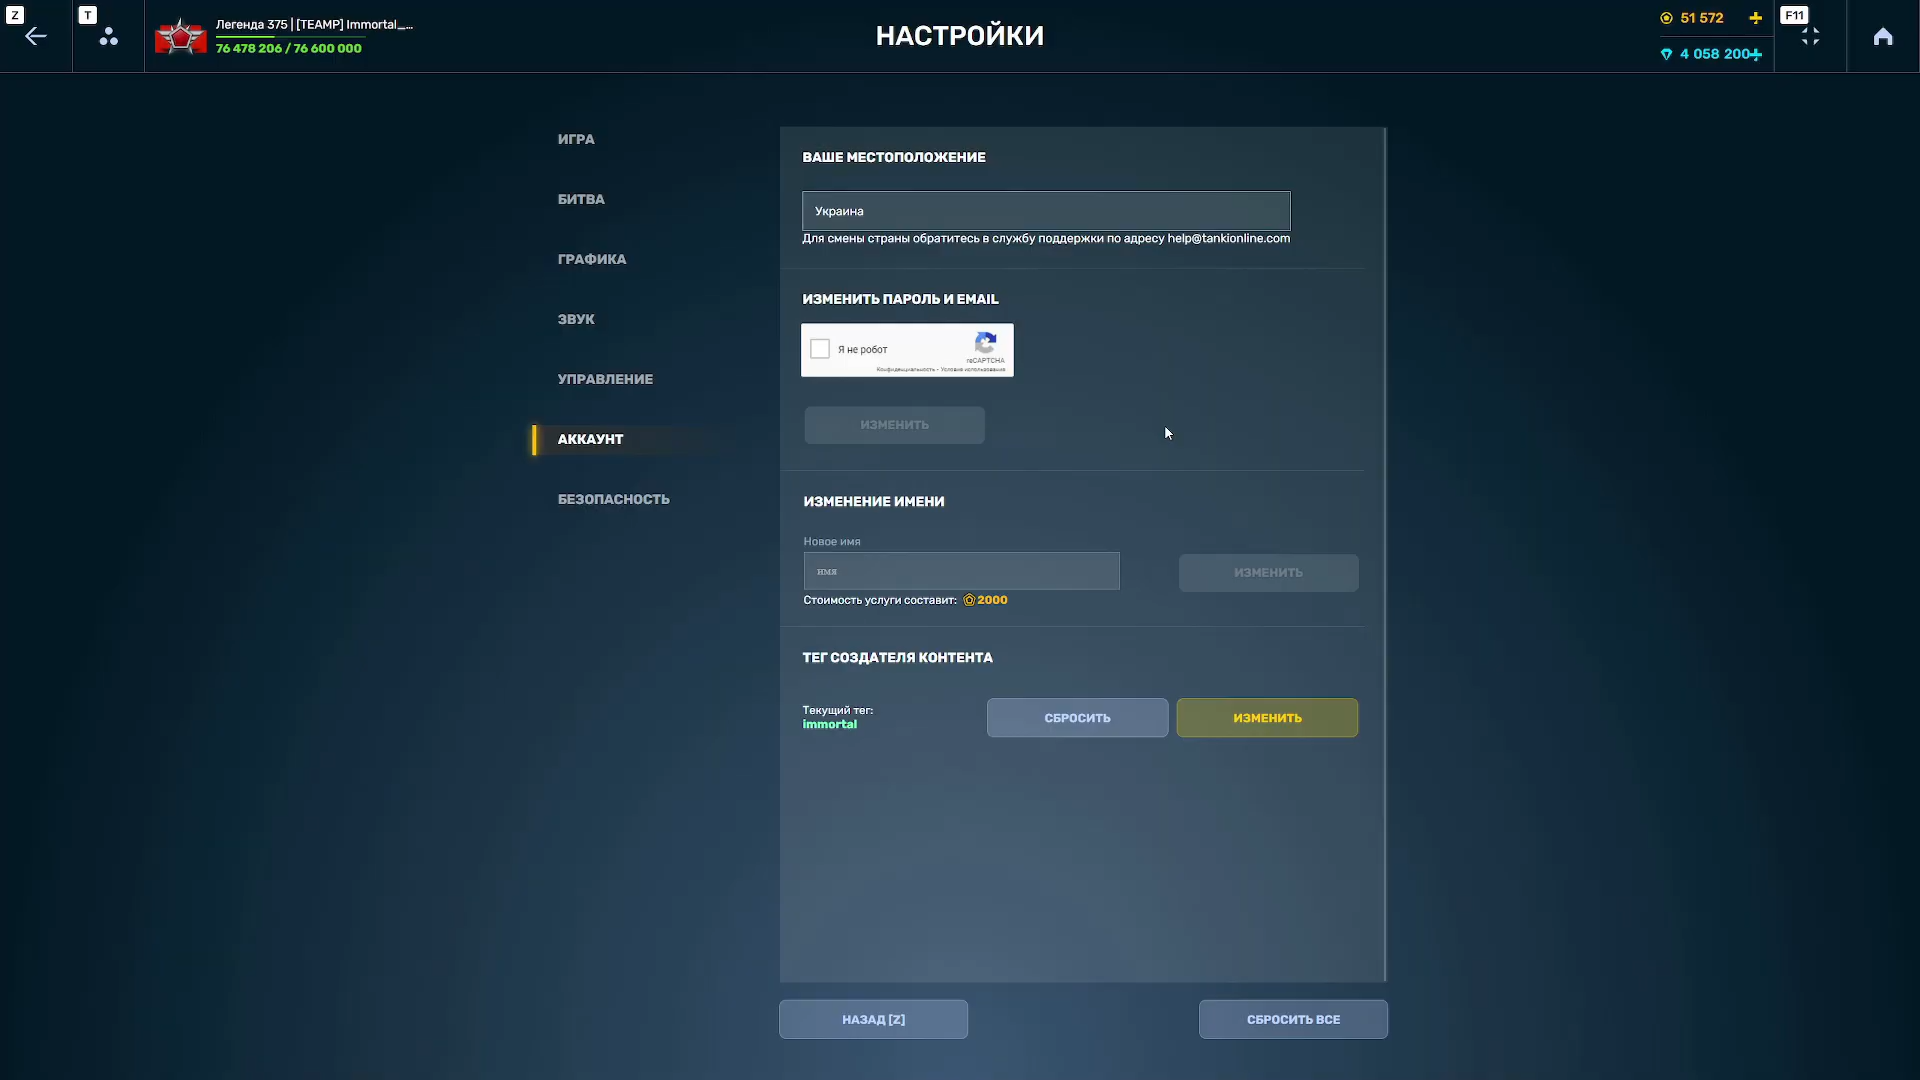 Z
T
Легенда 375 | [TEAMP] Immortal_...
76 478 206 / 76 600 000
НАСТРОЙКИ
51 572
4 058 200
F11
ИГРА
БИТВА
ГРАФИКА
ЗВУК
УПРАВЛЕНИЕ
АККАУНТ
БЕЗОПАСНОСТЬ
ВАШЕ МЕСТОПОЛОЖЕНИЕ
Украина
Для смены страны обратитесь в службу поддержки по адресу help@tankionline.com
ИЗМЕНИТЬ ПАРОЛЬ И EMAIL
Я не робот
reCAPTCHA
Конфиденциальность - Условия использования
ИЗМЕНИТЬ
ИЗМЕНЕНИЕ ИМЕНИ
Новое имя
имя
ИЗМЕНИТЬ
Стоимость услуги составит: 2000
ТЕГ СОЗДАТЕЛЯ КОНТЕНТА
Текущий тег:
immortal
СБРОСИТЬ
ИЗМЕНИТЬ
НАЗАД [Z]
СБРОСИТЬ ВСЕ